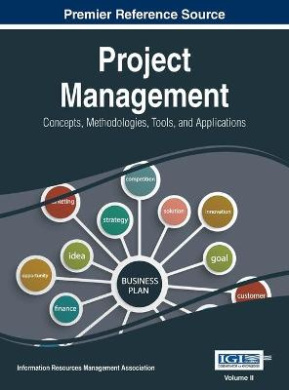 Premier Reference Source
Project
Management
Concepts, Methodologies, Tools, and Applications
competition
solution
innovation
strategy
idea
goal
opportunity
BUSINESS
PLAN
customer
finance
Information Resources Management Association
IGI
Volume II